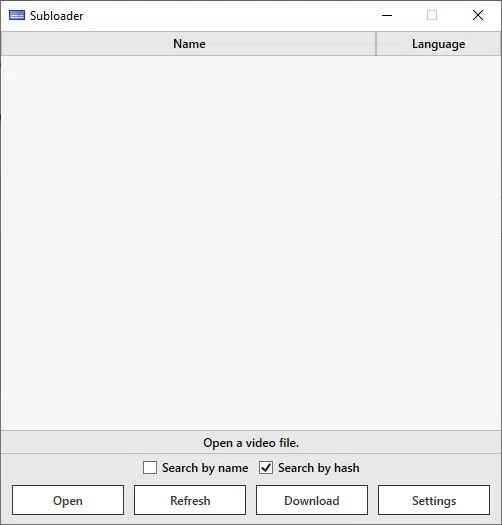 Subloader
Name Language
Open a video file.
Search by name Search by hash
Open Refresh Download Settings